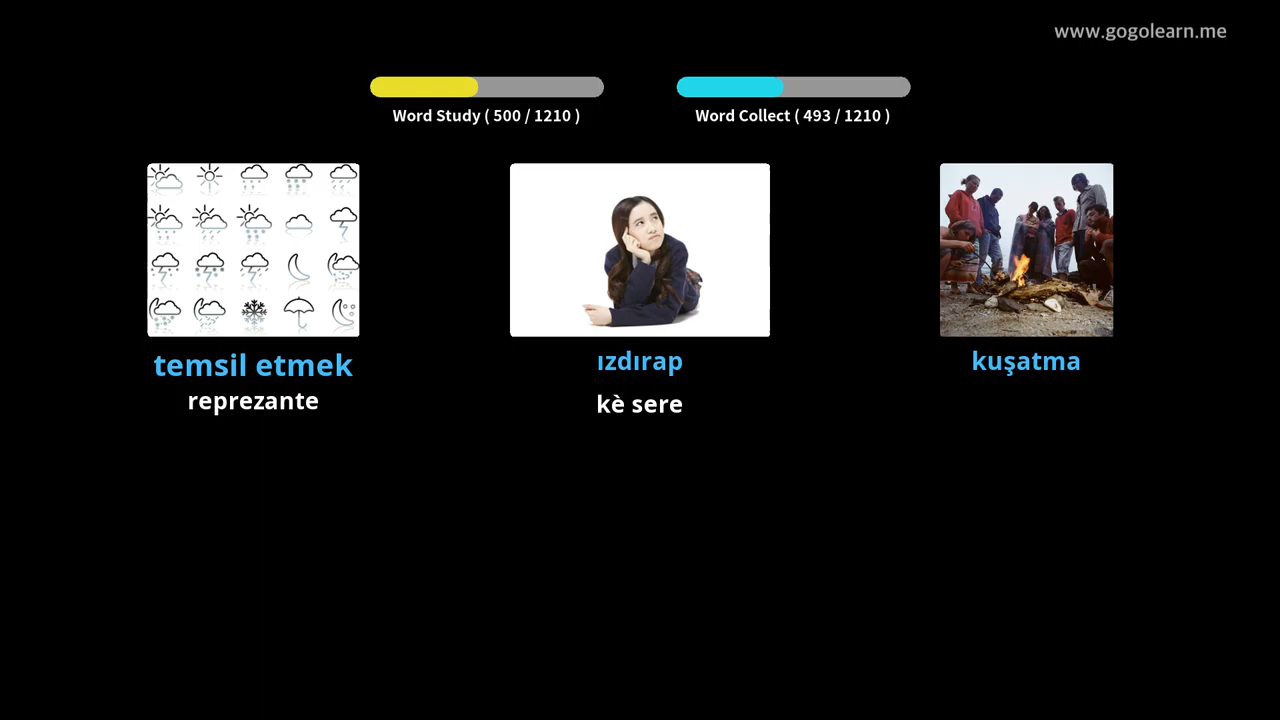 www.gogolearn.me
Word Study ( 500 / 1210 )
Word Collect ( 493 / 1210 )
temsil etmek
reprezante
ızdırap
kè sere
kuşatma